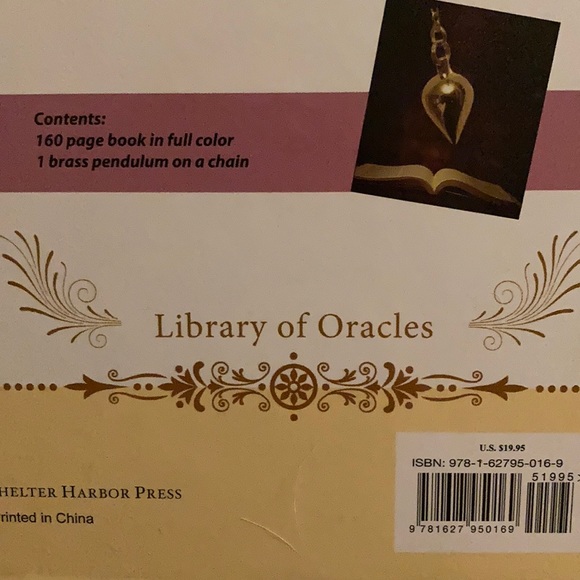 Contents:
160 page book in full color
1 brass pendulum on a chain
Library of Oracles
HELTER HARBOR PRESS
rinted in China
U.S. $19.95
ISBN: 978-1-62795-016-9
51995
9 781627 950169